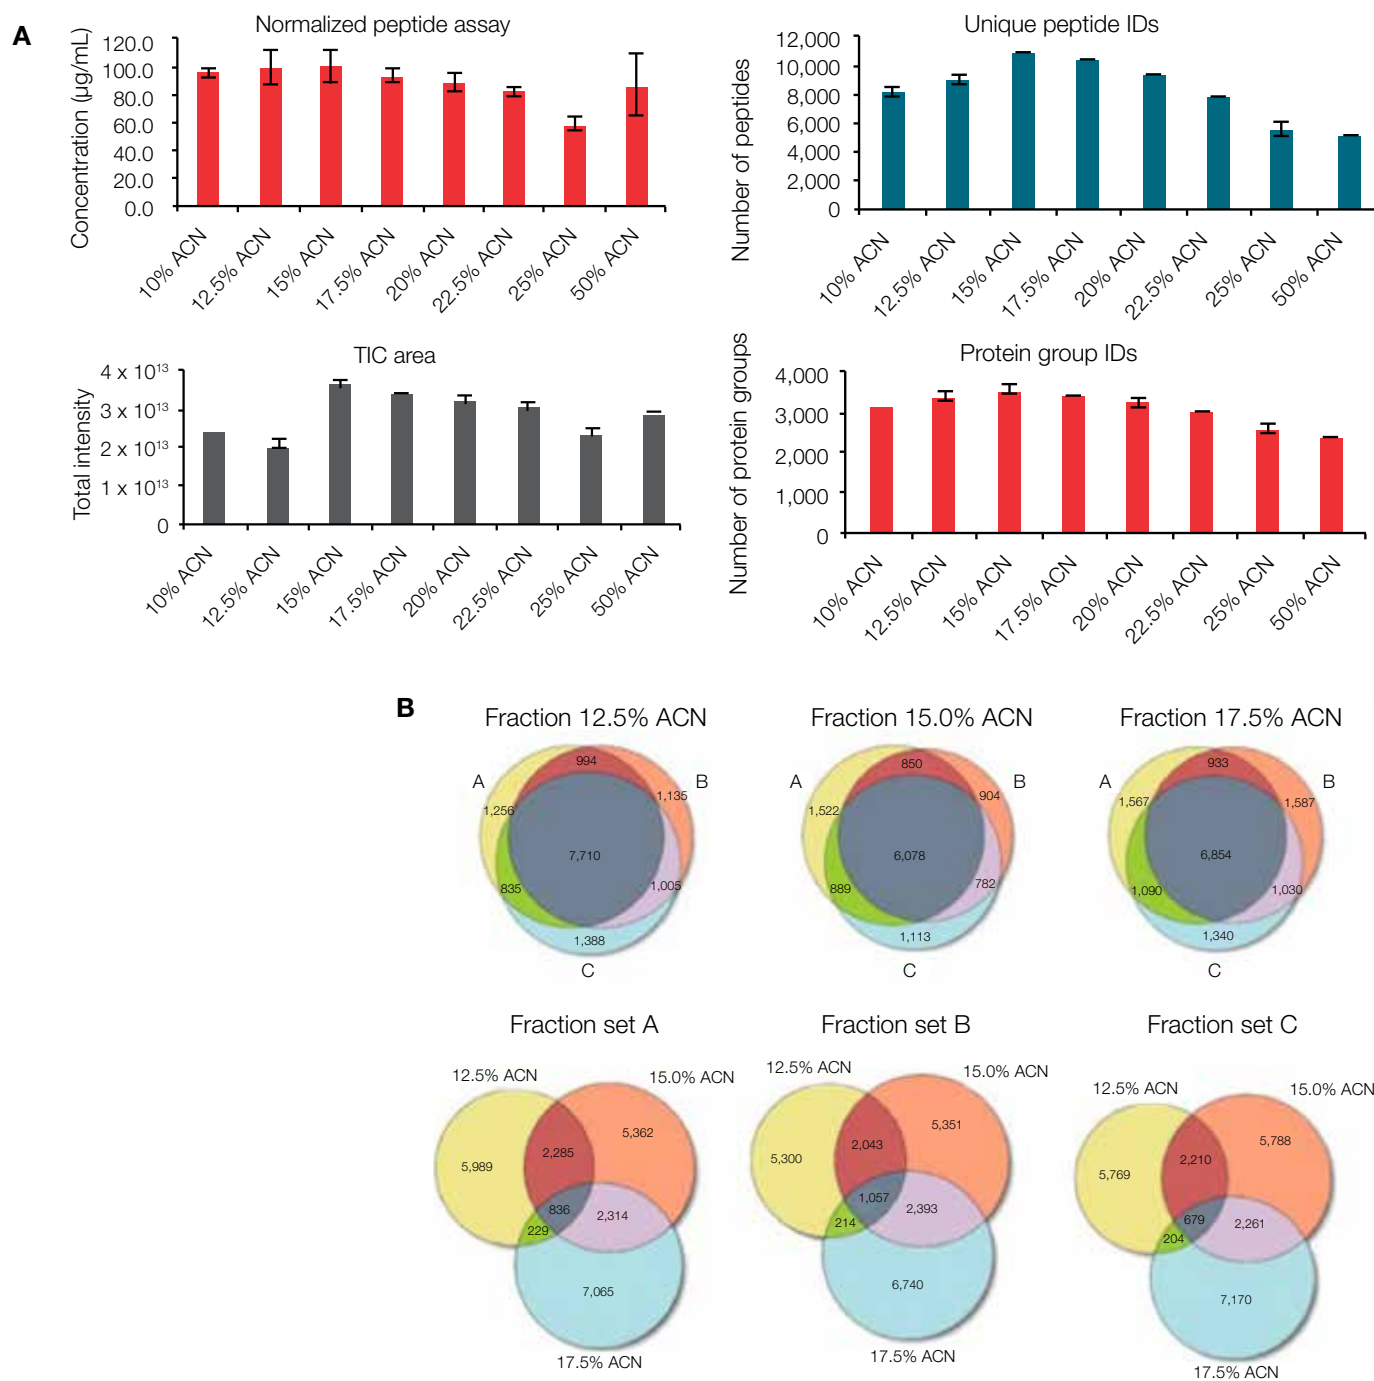 A
Normalized peptide assay
Concentration (µg/mL)
120.0
100.0
80.0
60.0
40.0
20.0
0.0
10% ACN
12.5% ACN
15% ACN
17.5% ACN
20% ACN
22.5% ACN
25% ACN
50% ACN
Unique peptide IDs
Number of peptides
12,000
10,000
8,000
6,000
4,000
2,000
0
10% ACN
12.5% ACN
15% ACN
17.5% ACN
20% ACN
22.5% ACN
25% ACN
50% ACN
TIC area
Total intensity
4 x 10¹³
3 x 10¹³
2 x 10¹³
1 x 10¹³
0
10% ACN
12.5% ACN
15% ACN
17.5% ACN
20% ACN
22.5% ACN
25% ACN
50% ACN
Protein group IDs
Number of protein groups
4,000
3,000
2,000
1,000
0
10% ACN
12.5% ACN
15% ACN
17.5% ACN
20% ACN
22.5% ACN
25% ACN
50% ACN
B
Fraction 12.5% ACN
994
A
B
1,256
1,135
7,710
835
1,005
1,388
C
Fraction 15.0% ACN
850
A
B
1,522
904
6,078
889
782
1,113
C
Fraction 17.5% ACN
933
A
B
1,567
1,587
6,854
1,090
1,030
1,340
C
Fraction set A
12.5% ACN
15.0% ACN
5,362
2,285
5,989
836
2,314
229
7,065
17.5% ACN
Fraction set B
12.5% ACN
15.0% ACN
5,351
2,043
5,300
1,057
2,393
214
6,740
17.5% ACN
Fraction set C
12.5% ACN
15.0% ACN
5,788
2,210
5,769
679
2,261
204
7,170
17.5% ACN